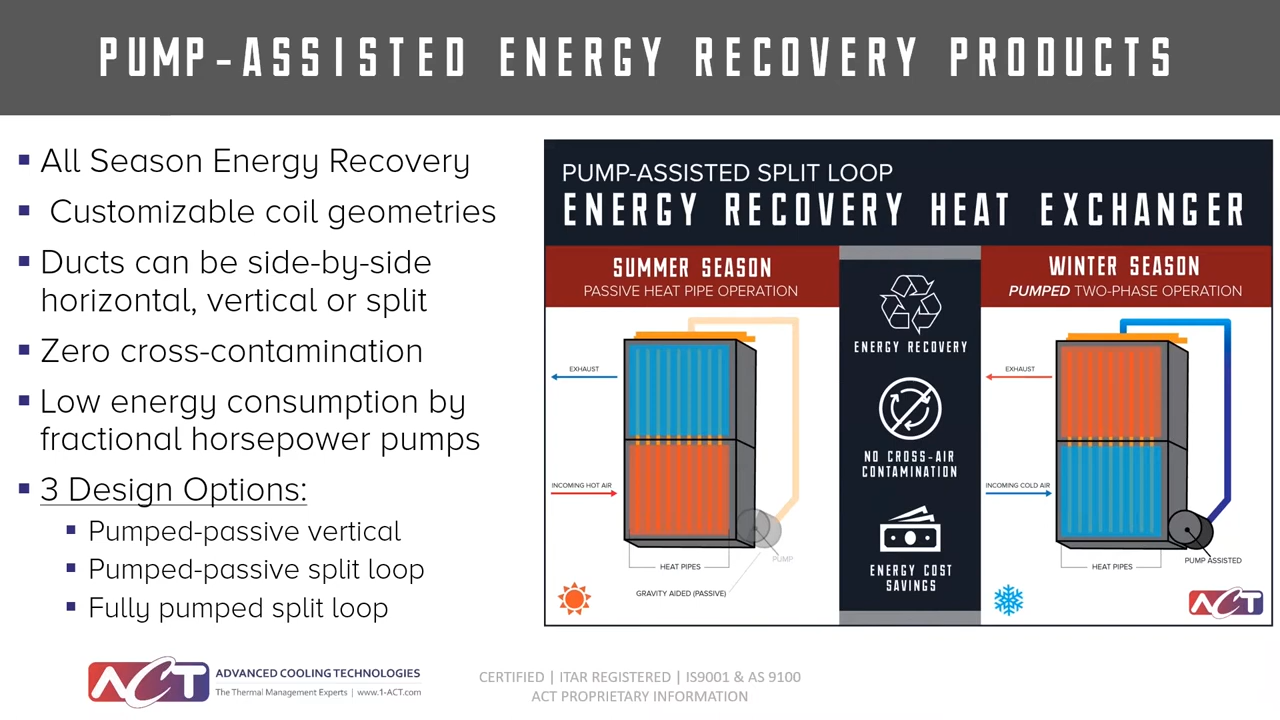 PUMP-ASSISTED ENERGY RECOVERY PRODUCTS
All Season Energy Recovery
Customizable coil geometries
Ducts can be side-by-side
horizontal, vertical or split
Zero cross-contamination
Low energy consumption by
fractional horsepower pumps
3 Design Options:
Pumped-passive vertical
Pumped-passive split loop
Fully pumped split loop
PUMP-ASSISTED SPLIT LOOP
ENERGY RECOVERY HEAT EXCHANGER
SUMMER SEASON
PASSIVE HEAT PIPE OPERATION
EXHAUST
INCOMING HOT AIR
HEAT PIPES
PUMP
GRAVITY AIDED (PASSIVE)
ENERGY RECOVERY
NO CROSS-AIR
CONTAMINATION
ENERGY COST
SAVINGS
WINTER SEASON
PUMPED TWO-PHASE OPERATION
EXHAUST
INCOMING COLD AIR
HEAT PIPES
PUMP ASSISTED
ACT
ACT
ADVANCED COOLING TECHNOLOGIES
The Thermal Management Experts | www.1-ACT.com
CERTIFIED | ITAR REGISTERED | IS9001 & AS 9100
ACT PROPRIETARY INFORMATION